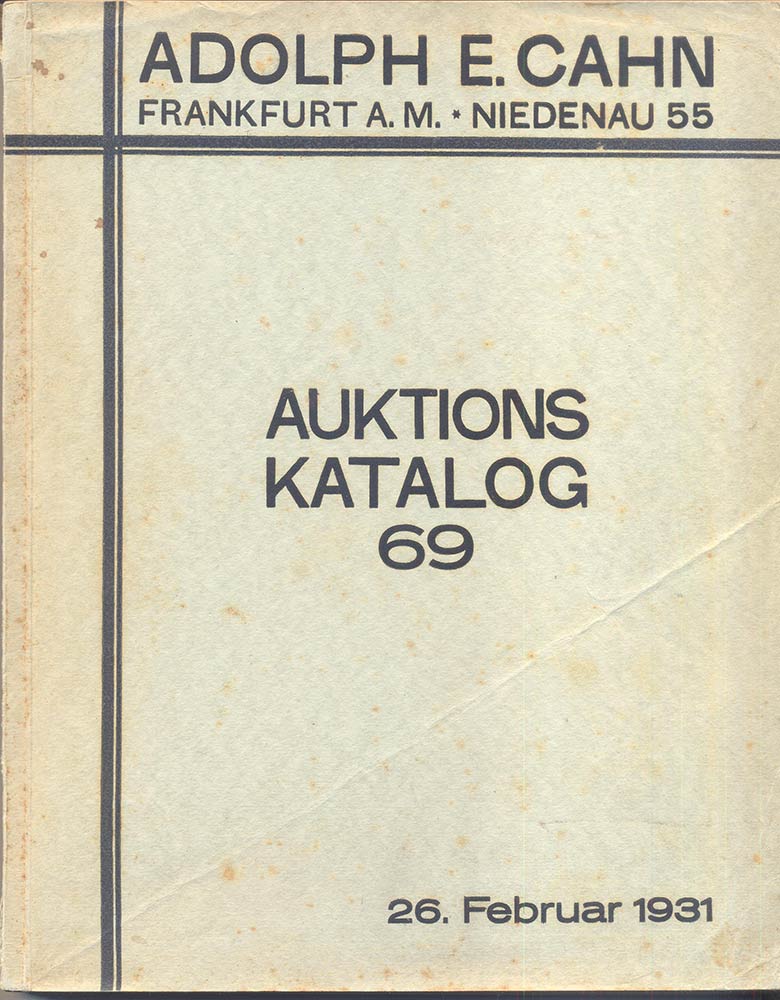 ADOLPH E. CAHN
FRANKFURT A. M. * NIEDENAU 55
AUKTIONS
KATALOG
69
26. Februar 1931